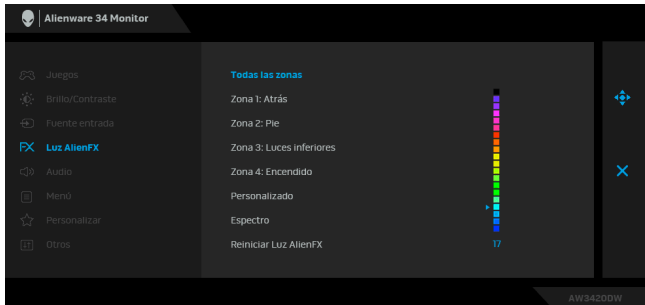 Alienware 34 Monitor
Juegos
Brillo/Contraste
Fuente entrada
Luz AlienFX
Audio
Menú
Personalizar
Otros
Todas las zonas
Zona 1: Atrás
Zona 2: Pie
Zona 3: Luces inferiores
Zona 4: Encendido
Personalizado
Espectro
Reiniciar Luz AlienFX
17
AW3420DW